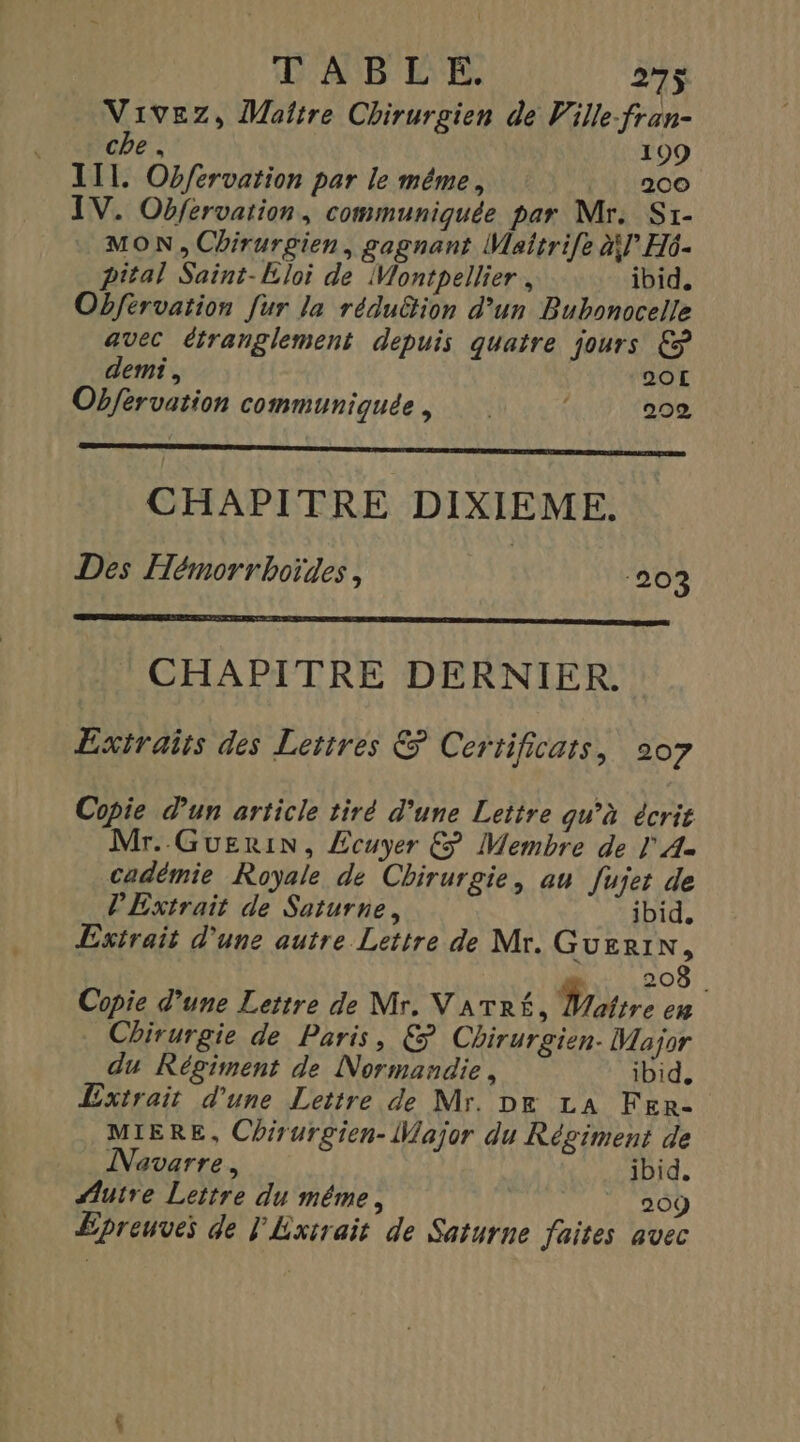 TABLE. 275
VIVEZ, Maître Chirurgien de Ville-fran-
che, 199
III. Obſervation par le même, 200
IV. Obſervation, communiquée par Mr. SI-
MON, Chirurgien, gagnant Maîtriſe à l'Hô-
pital Saint-Eloi de Montpellier, ibid.
Obſervation ſur la réduction d'un Bubonocelle
avec étranglement depuis quatre jours &
demi, 201
Obſervation communiquée, 202
CHAPITRE DIXIEME.
Des Hémorrhoïdes, 203
CHAPITRE DERNIER.
Extraits des Lettres & Certificats, 207
Copie d'un article tiré d'une Lettre qu'à écrit
Mr. GUERIN, Ecuyer & Membre de l'A-
cadémie Royale de Chirurgie, au ſujet de
l'Extrait de Saturne, ibid.
Extrait d'une autre Lettre de Mr. GUERIN,
208
Copie d'une Lettre de Mr. VATRÉ, Maître en
Chirurgie de Paris, & Chirurgien-Major
du Régiment de Normandie, ibid.
Extrait d'une Lettre de Mr. DE LA FER-
MIERE, Chirurgien-Major du Régiment de
Navarre, ibid.
Autre Lettre du même, 209
Epreuves de l'Extrait de Saturne faites avec